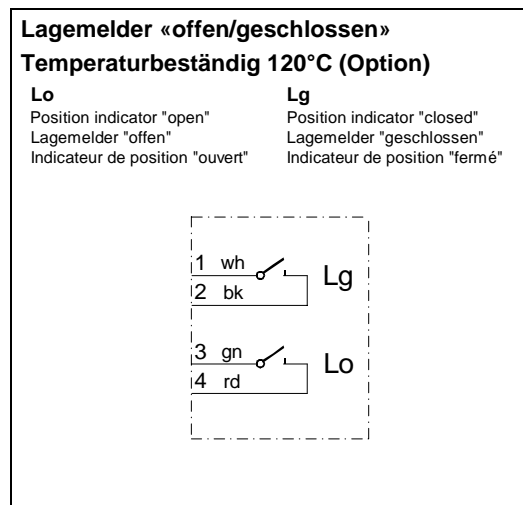 Lagemelder «offen/geschlossen»
Temperaturbeständig 120°C (Option)
Lo
Position indicator "open"
Lagemelder "offen"
Indicateur de position "ouvert"
Lg
Position indicator "closed"
Lagemelder "geschlossen"
Indicateur de position "fermé"
1 wh
2 bk
Lg
3 gn
4 rd
Lo